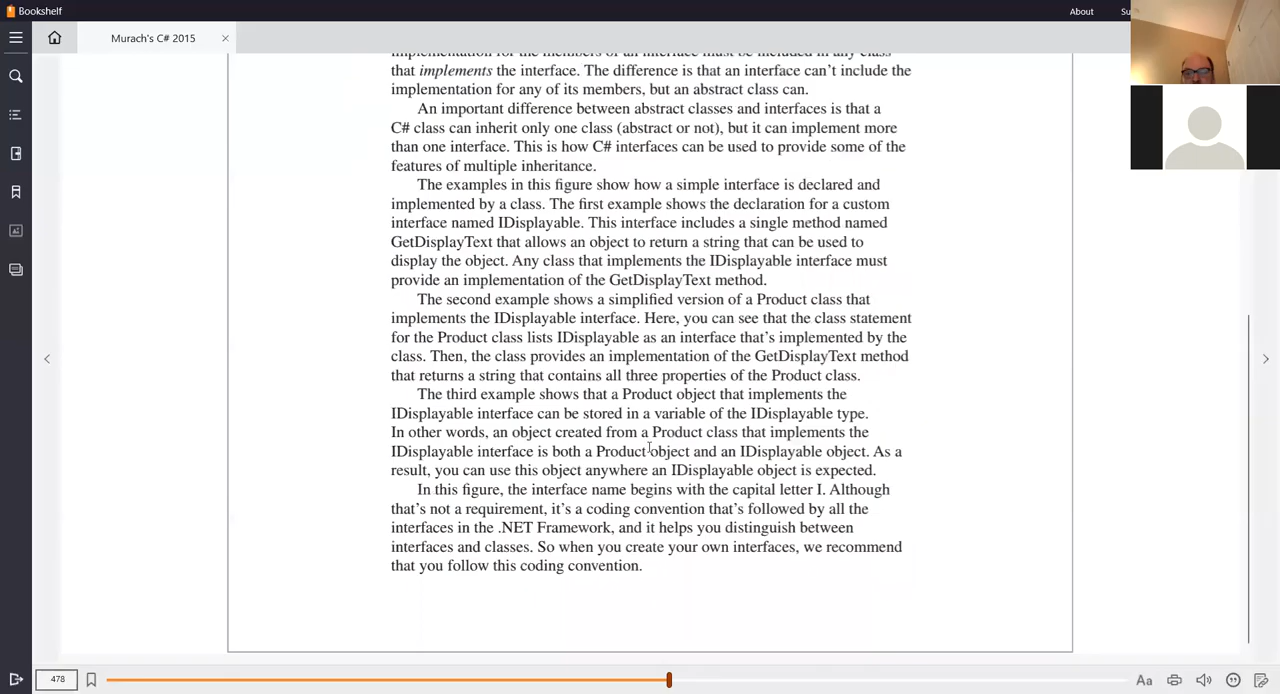 Bookshelf
About
Su
Murach's C# 2015
implementation for the members of an interface must be included in any class
that implements the interface. The difference is that an interface can't include the
implementation for any of its members, but an abstract class can.
An important difference between abstract classes and interfaces is that a
C# class can inherit only one class (abstract or not), but it can implement more
than one interface. This is how C# interfaces can be used to provide some of the
features of multiple inheritance.
The examples in this figure show how a simple interface is declared and
implemented by a class. The first example shows the declaration for a custom
interface named IDisplayable. This interface includes a single method named
GetDisplayText that allows an object to return a string that can be used to
display the object. Any class that implements the IDisplayable interface must
provide an implementation of the GetDisplayText method.
The second example shows a simplified version of a Product class that
implements the IDisplayable interface. Here, you can see that the class statement
for the Product class lists IDisplayable as an interface that's implemented by the
class. Then, the class provides an implementation of the GetDisplayText method
that returns a string that contains all three properties of the Product class.
The third example shows that a Product object that implements the
IDisplayable interface can be stored in a variable of the IDisplayable type.
In other words, an object created from a Product class that implements the
IDisplayable interface is both a Product object and an IDisplayable object. As a
result, you can use this object anywhere an IDisplayable object is expected.
In this figure, the interface name begins with the capital letter I. Although
that's not a requirement, it's a coding convention that's followed by all the
interfaces in the .NET Framework, and it helps you distinguish between
interfaces and classes. So when you create your own interfaces, we recommend
that you follow this coding convention.
478
Aa